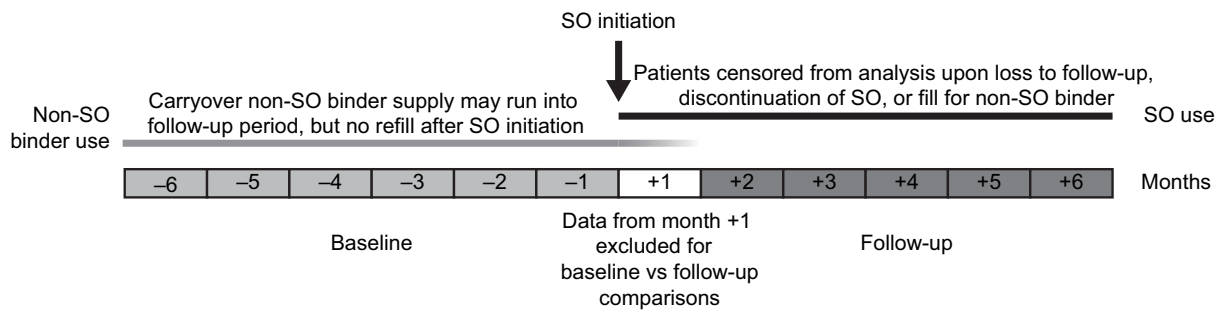 SO initiation
Patients censored from analysis upon loss to follow-up,
discontinuation of SO, or fill for non-SO binder
Carryover non-SO binder supply may run into
follow-up period, but no refill after SO initiation
Non-SO
binder use
SO use
–6 –5 –4 –3 –2 –1 +1 +2 +3 +4 +5 +6 Months
Baseline
Data from month +1
excluded for
baseline vs follow-up
comparisons
Follow-up